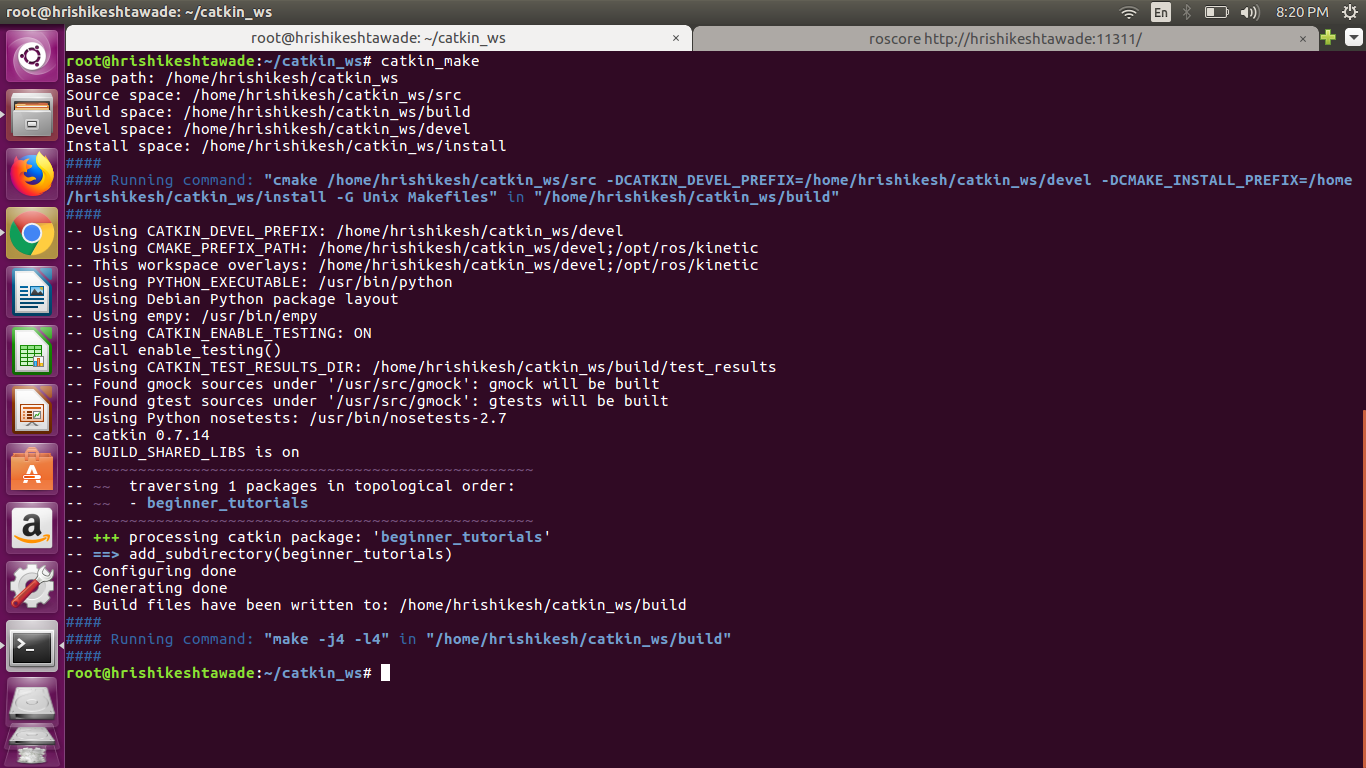 root@hrishikeshtawade: ~/catkin_ws
En
8:20 PM
root@hrishikeshtawade: ~/catkin_ws ×
roscore http://hrishikeshtawade:11311/ ×
root@hrishikeshtawade:~/catkin_ws# catkin_make
Base path: /home/hrishikesh/catkin_ws
Source space: /home/hrishikesh/catkin_ws/src
Build space: /home/hrishikesh/catkin_ws/build
Devel space: /home/hrishikesh/catkin_ws/devel
Install space: /home/hrishikesh/catkin_ws/install
####
#### Running command: "cmake /home/hrishikesh/catkin_ws/src -DCATKIN_DEVEL_PREFIX=/home/hrishikesh/catkin_ws/devel -DCMAKE_INSTALL_PREFIX=/home
/hrishikesh/catkin_ws/install -G Unix Makefiles" in "/home/hrishikesh/catkin_ws/build"
####
-- Using CATKIN_DEVEL_PREFIX: /home/hrishikesh/catkin_ws/devel
-- Using CMAKE_PREFIX_PATH: /home/hrishikesh/catkin_ws/devel;/opt/ros/kinetic
-- This workspace overlays: /home/hrishikesh/catkin_ws/devel;/opt/ros/kinetic
-- Using PYTHON_EXECUTABLE: /usr/bin/python
-- Using Debian Python package layout
-- Using empy: /usr/bin/empy
-- Using CATKIN_ENABLE_TESTING: ON
-- Call enable_testing()
-- Using CATKIN_TEST_RESULTS_DIR: /home/hrishikesh/catkin_ws/build/test_results
-- Found gmock sources under '/usr/src/gmock': gmock will be built
-- Found gtest sources under '/usr/src/gmock': gtests will be built
-- Using Python nosetests: /usr/bin/nosetests-2.7
-- catkin 0.7.14
-- BUILD_SHARED_LIBS is on
-- ~~~~~~~~~~~~~~~~~~~~~~~~~~~~~~~~~~~~~~~~~~~~~~~~~
-- ~~  traversing 1 packages in topological order:
-- ~~  - beginner_tutorials
-- ~~~~~~~~~~~~~~~~~~~~~~~~~~~~~~~~~~~~~~~~~~~~~~~~~
-- +++ processing catkin package: 'beginner_tutorials'
-- ==> add_subdirectory(beginner_tutorials)
-- Configuring done
-- Generating done
-- Build files have been written to: /home/hrishikesh/catkin_ws/build
####
#### Running command: "make -j4 -l4" in "/home/hrishikesh/catkin_ws/build"
####
root@hrishikeshtawade:~/catkin_ws#